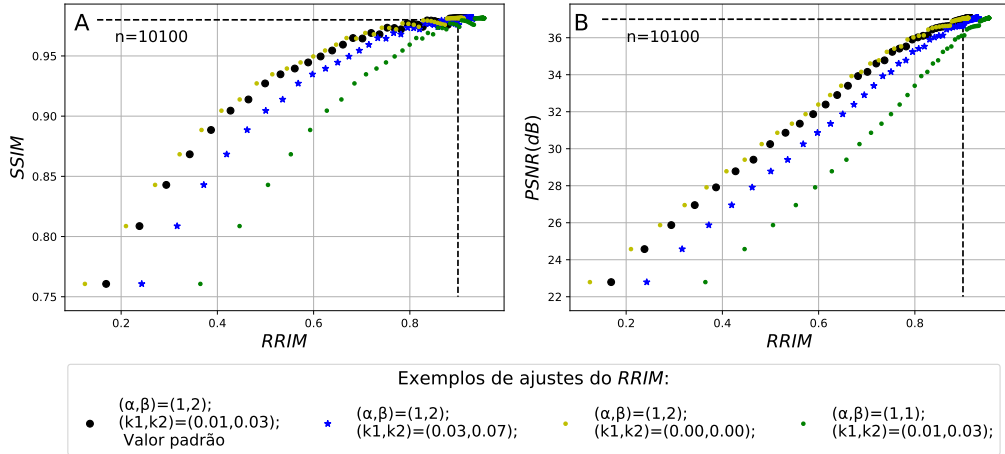 A
n=10100
SSIM
0.95
0.90
0.85
0.80
0.75
0.2
0.4
0.6
0.8
RRIM
B
n=10100
PSNR(dB)
36
34
32
30
28
26
24
22
0.2
0.4
0.6
0.8
RRIM
Exemplos de ajustes do RRIM:
(α,β)=(1,2);
(k1,k2)=(0.01,0.03);
Valor padrão
(α,β)=(1,2);
(k1,k2)=(0.03,0.07);
(α,β)=(1,2);
(k1,k2)=(0.00,0.00);
(α,β)=(1,1);
(k1,k2)=(0.01,0.03);